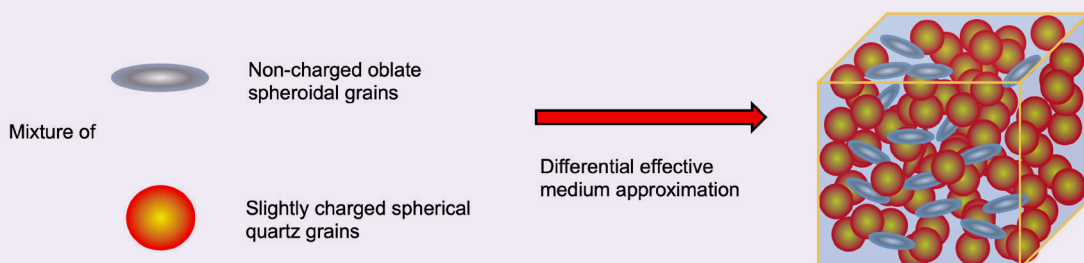 Non-charged oblate
spheroidal grains
Mixture of
Differential effective
medium approximation
Slightly charged spherical
quartz grains